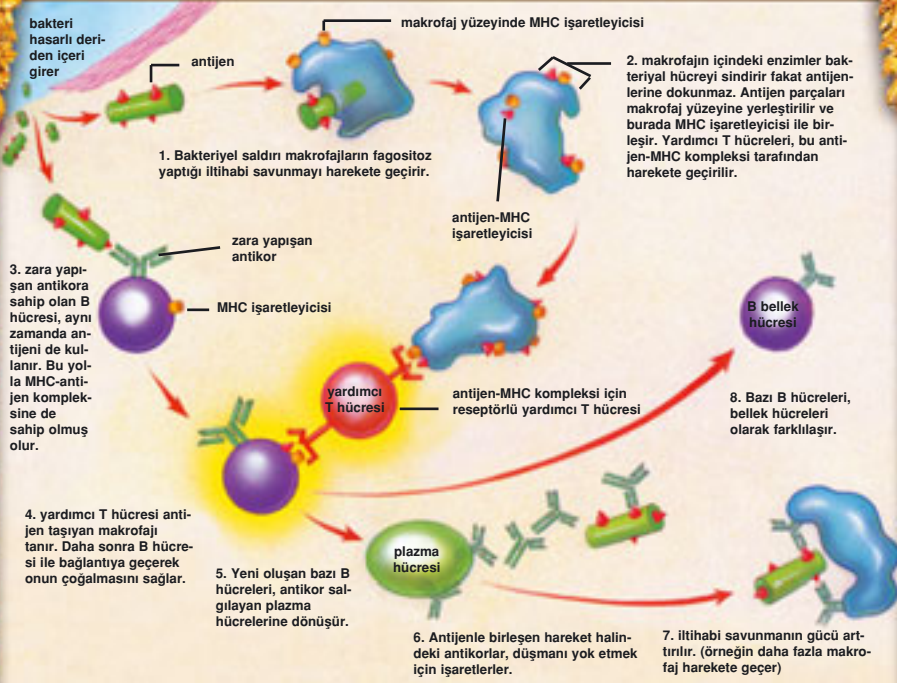 bakteri
hasarlı deri-
den içeri
girer
antijen
makrofaj yüzeyinde MHC işaretleyicisi
1. Bakteriyel saldırı makrofajların fagositoz
yaptığı iltihabi savunmayı harekete geçirir.
2. makrofajın içindeki enzimler bak-
teriyal hücreyi sindirir fakat antijen-
lerine dokunmaz. Antijen parçaları
makrofaj yüzeyine yerleştirilir ve
burada MHC işaretleyicisi ile bir-
leşir. Yardımcı T hücreleri, bu anti-
jen-MHC kompleksi tarafından
harekete geçirilir.
antijen-MHC
işaretleyicisi
zara yapışan
antikor
MHC işaretleyicisi
3. zara yapı-
şan antikora
sahip olan B
hücresi, aynı
zamanda an-
tijeni de kul-
lanır. Bu yol-
la MHC-anti-
jen komplek-
sine de
sahip olmuş
olur.
yardımcı
T hücresi
antijen-MHC kompleksi için
reseptörlü yardımcı T hücresi
B bellek
hücresi
8. Bazı B hücreleri,
bellek hücreleri
olarak farklılaşır.
4. yardımcı T hücresi anti-
jen taşıyan makrofajı
tanır. Daha sonra B hücre-
si ile bağlantıya geçerek
onun çoğalmasını sağlar.
5. Yeni oluşan bazı B
hücreleri, antikor sal-
gılayan plazma
hücrelerine dönüşür.
plazma
hücresi
6. Antijenle birleşen hareket halin-
deki antikorlar, düşmanı yok etmek
için işaretlerler.
7. iltihabi savunmanın gücü art-
tırılır. (örneğin daha fazla makro-
faj harekete geçer)